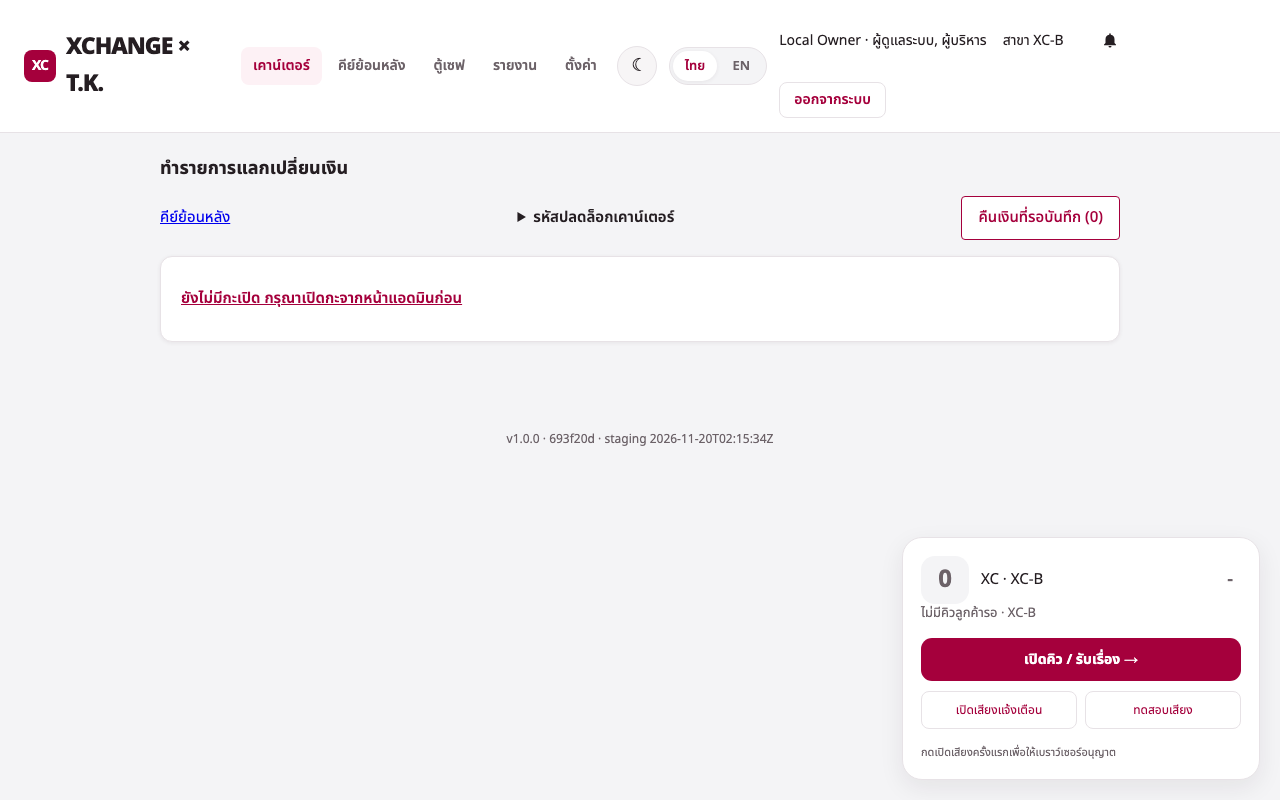 XC
XCHANGE ×
T.K.
เคาน์เตอร์
คีย์ย้อนหลัง
ตู้เซฟ
รายงาน
ตั้งค่า
ไทย
EN
Local Owner · ผู้ดูแลระบบ, ผู้บริหาร
สาขา XC-B
ออกจากระบบ
ทำรายการแลกเปลี่ยนเงิน
คีย์ย้อนหลัง
▶ รหัสปลดล็อกเคาน์เตอร์
คืนเงินที่รอบันทึก (0)
ยังไม่มีกะเปิด กรุณาเปิดกะจากหน้าแอดมินก่อน
v1.0.0 · 693f20d · staging 2026-11-20T02:15:34Z
0
XC · XC-B
-
ไม่มีคิวลูกค้ารอ · XC-B
เปิดคิว / รับเรื่อง →
เปิดเสียงแจ้งเตือน
ทดสอบเสียง
กดเปิดเสียงครั้งแรกเพื่อให้เบราว์เซอร์อนุญาต